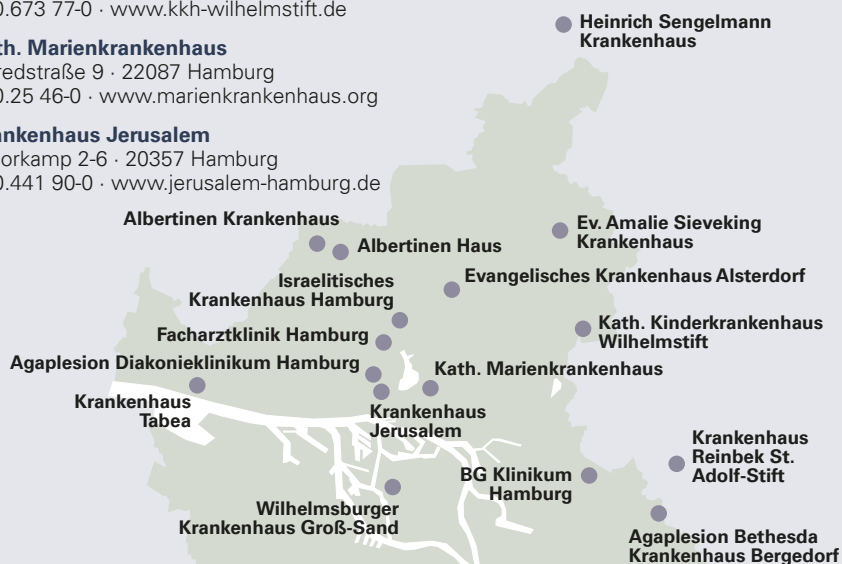 0.673 77-0 · www.kkh-wilhelmstift.de
th. Marienkrankenhaus
redstraße 9 · 22087 Hamburg
0.25 46-0 · www.marienkrankenhaus.org
ankenhaus Jerusalem
orkamp 2-6 · 20357 Hamburg
0.441 90-0 · www.jerusalem-hamburg.de
Heinrich Sengelmann
Krankenhaus
Albertinen Krankenhaus
Albertinen Haus
Ev. Amalie Sieveking
Krankenhaus
Israelitisches
Krankenhaus Hamburg
Evangelisches Krankenhaus Alsterdorf
Facharztklinik Hamburg
Kath. Kinderkrankenhaus
Wilhelmstift
Agaplesion Diakonieklinikum Hamburg
Kath. Marienkrankenhaus
Krankenhaus
Tabea
Krankenhaus
Jerusalem
Krankenhaus
Reinbek St.
Adolf-Stift
BG Klinikum
Hamburg
Wilhelmsburger
Krankenhaus Groß-Sand
Agaplesion Bethesda
Krankenhaus Bergedorf